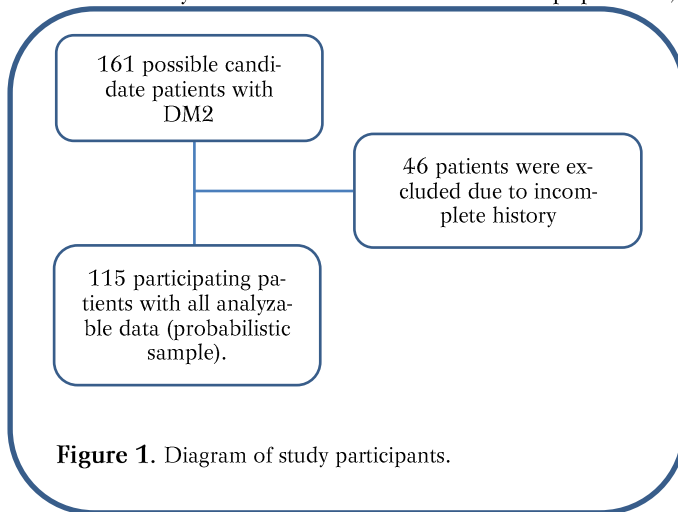 161 possible candi-
date patients with
DM2
46 patients were ex-
cluded due to incom-
plete history
115 participating pa-
tients with all analyza-
ble data (probabilistic
sample).
Figure 1. Diagram of study participants.